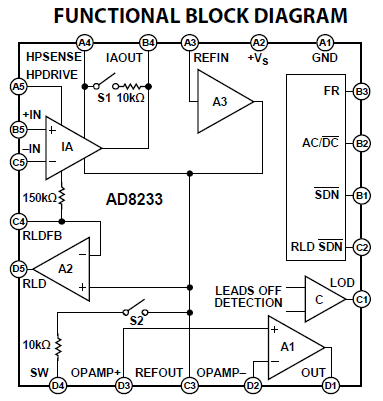 FUNCTIONAL BLOCK DIAGRAM
A4 B4 A3 A2 A1
HPSENSE IAOUT REFIN +VS GND
HPDRIVE
A5
S1 10kΩ
A3
FR B3
+IN
B5
IA
AC/DC B2
–IN
C5
150kΩ
AD8233
SDN B1
C4
RLDFB
RLD SDN C2
A2
D5
RLD
LEADS OFF
DETECTION
C
LOD
C1
S2
10kΩ
A1
SW OPAMP+ REFOUT OPAMP– OUT
D4 D3 C3 D2 D1